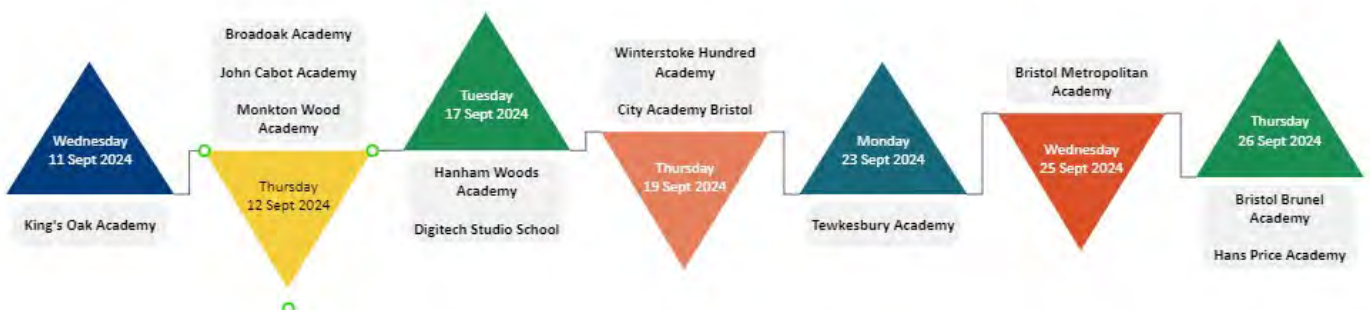 Wednesday
11 Sept 2024
King's Oak Academy
Broadoak Academy
John Cabot Academy
Monkton Wood
Academy
Thursday
12 Sept 2024
Tuesday
17 Sept 2024
Hanham Woods
Academy
Digitech Studio School
Winterstoke Hundred
Academy
City Academy Bristol
Thursday
19 Sept 2024
Monday
23 Sept 2024
Tewkesbury Academy
Bristol Metropolitan
Academy
Wednesday
25 Sept 2024
Thursday
26 Sept 2024
Bristol Brunel
Academy
Hans Price Academy